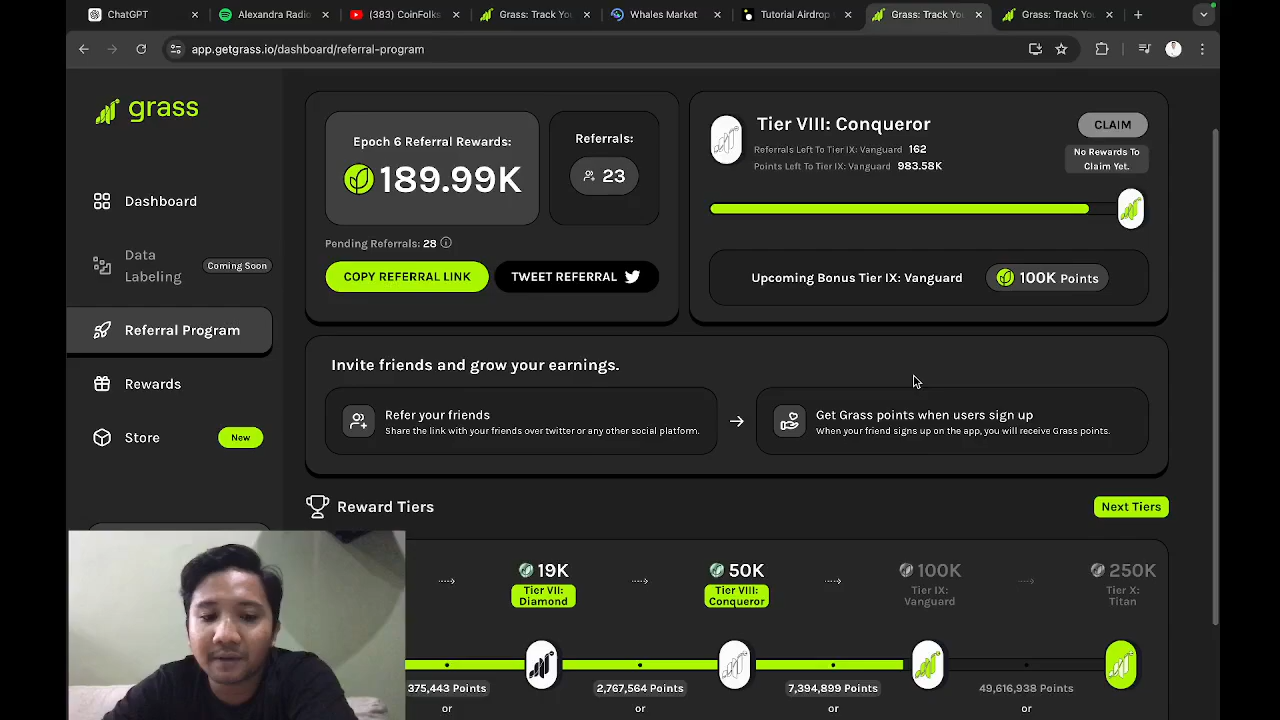 ChatGPT
Alexandra Radio
(383) CoinFolks
Grass: Track You
Whales Market
Tutorial Airdrop
Grass: Track You
Grass: Track You
app.getgrass.io/dashboard/referral-program
grass
Dashboard
Data
Labeling
Coming Soon
Referral Program
Rewards
Store
New
Epoch 6 Referral Rewards:
189.99K
Referrals:
23
Pending Referrals: 28
COPY REFERRAL LINK
TWEET REFERRAL
Tier VIII: Conqueror
Referrals Left To Tier IX: Vanguard 162
Points Left To Tier IX: Vanguard 983.58K
CLAIM
No Rewards To
Claim Yet.
Upcoming Bonus Tier IX: Vanguard
100K Points
Invite friends and grow your earnings.
Refer your friends
Share the link with your friends over twitter or any other social platform.
Get Grass points when users sign up
When your friend signs up on the app, you will receive Grass points.
Reward Tiers
Next Tiers
19K
Tier VII:
Diamond
50K
Tier VIII:
Conqueror
100K
Tier IX:
Vanguard
250K
Tier X:
Titan
375,443 Points
or
2,767,564 Points
or
7,394,899 Points
or
49,616,938 Points
or